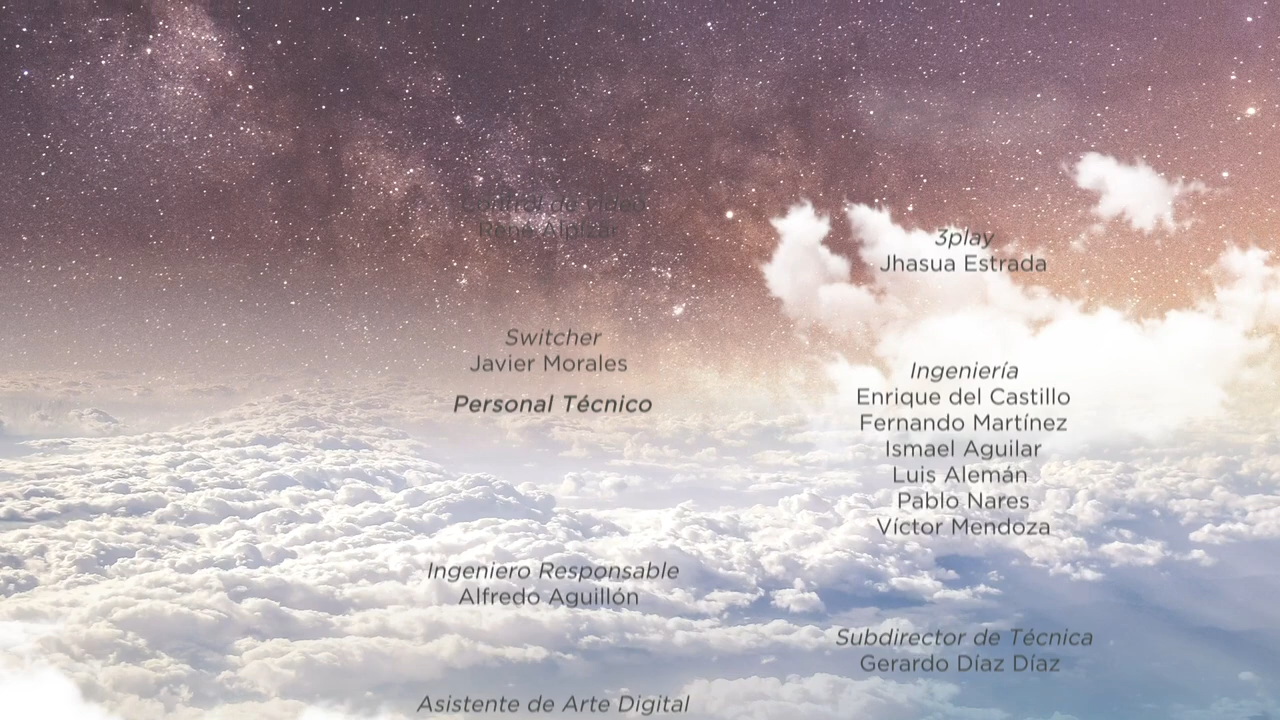 Control de video
René Alpízar
3play
Jhasua Estrada
Switcher
Javier Morales
Personal Técnico
Ingeniería
Enrique del Castillo
Fernando Martínez
Ismael Aguilar
Luis Alemán
Pablo Nares
Víctor Mendoza
Ingeniero Responsable
Alfredo Aguillón
Subdirector de Técnica
Gerardo Díaz Díaz
Asistente de Arte Digital